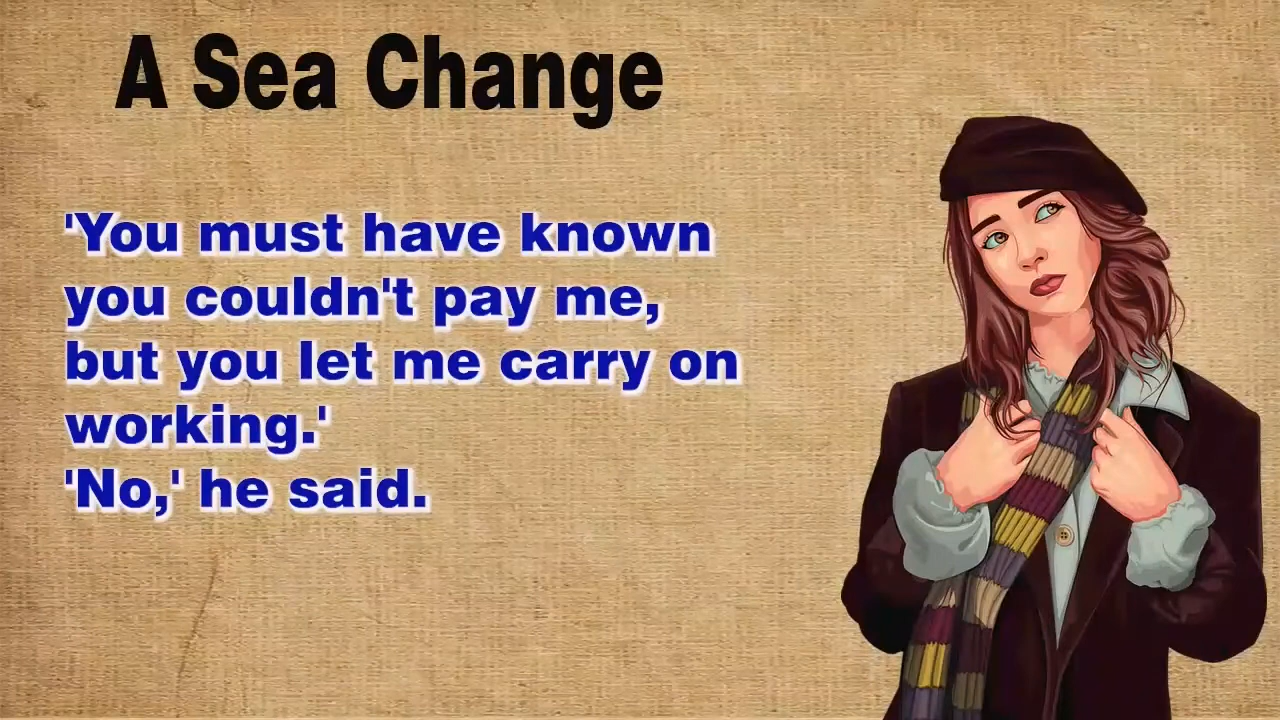 A Sea Change
'You must have known
you couldn't pay me,
but you let me carry on
working.'
'No,' he said.